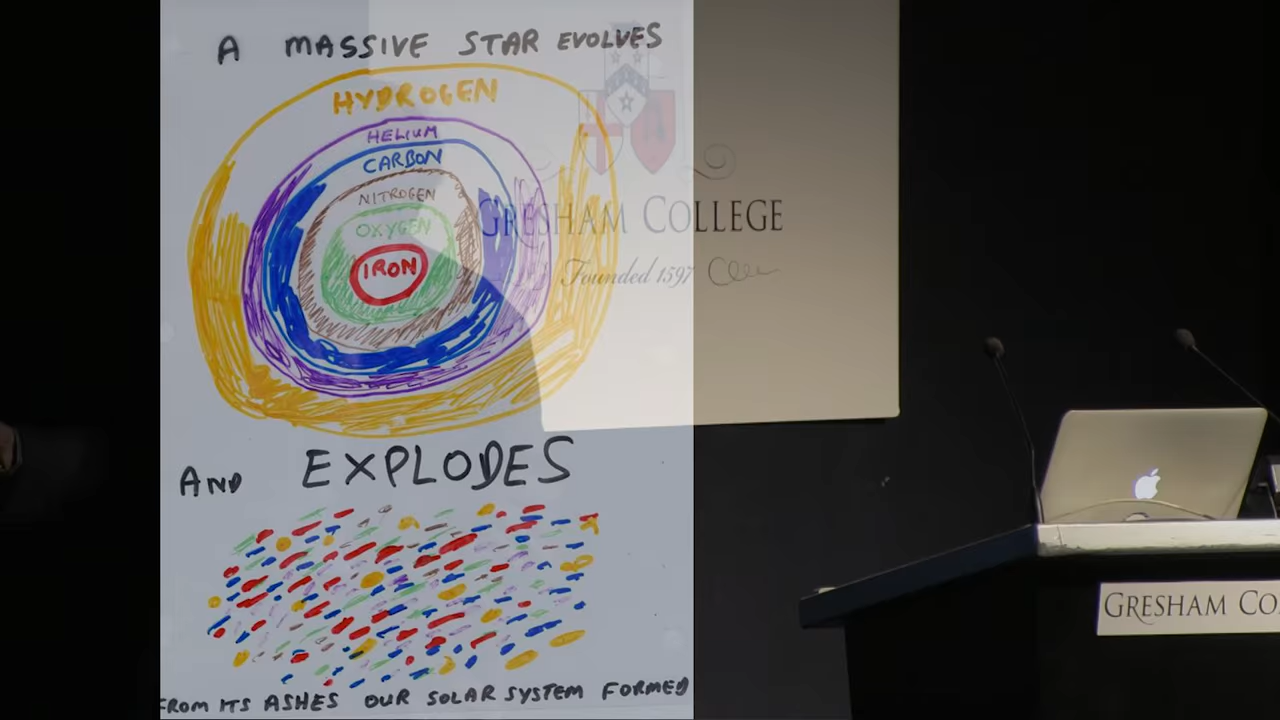 A MASSIVE STAR EVOLVES
HYDROGEN
HELIUM
CARBON
NITROGEN
OXYGEN
IRON
AND EXPLODES
FROM ITS ASHES OUR SOLAR SYSTEM FORMED
GRESHAM COLLEGE
Founded 1597
GRESHAM CO